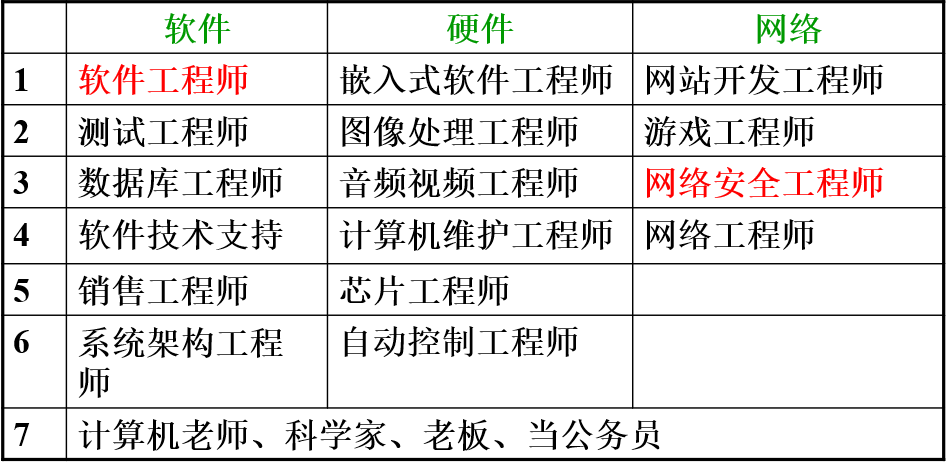 软件 硬件 网络
1 软件工程师 嵌入式软件工程师 网站开发工程师
2 测试工程师 图像处理工程师 游戏工程师
3 数据库工程师 音频视频工程师 网络安全工程师
4 软件技术支持 计算机维护工程师 网络工程师
5 销售工程师 芯片工程师
6 系统架构工程 自动控制工程师
师
7 计算机老师、科学家、老板、当公务员